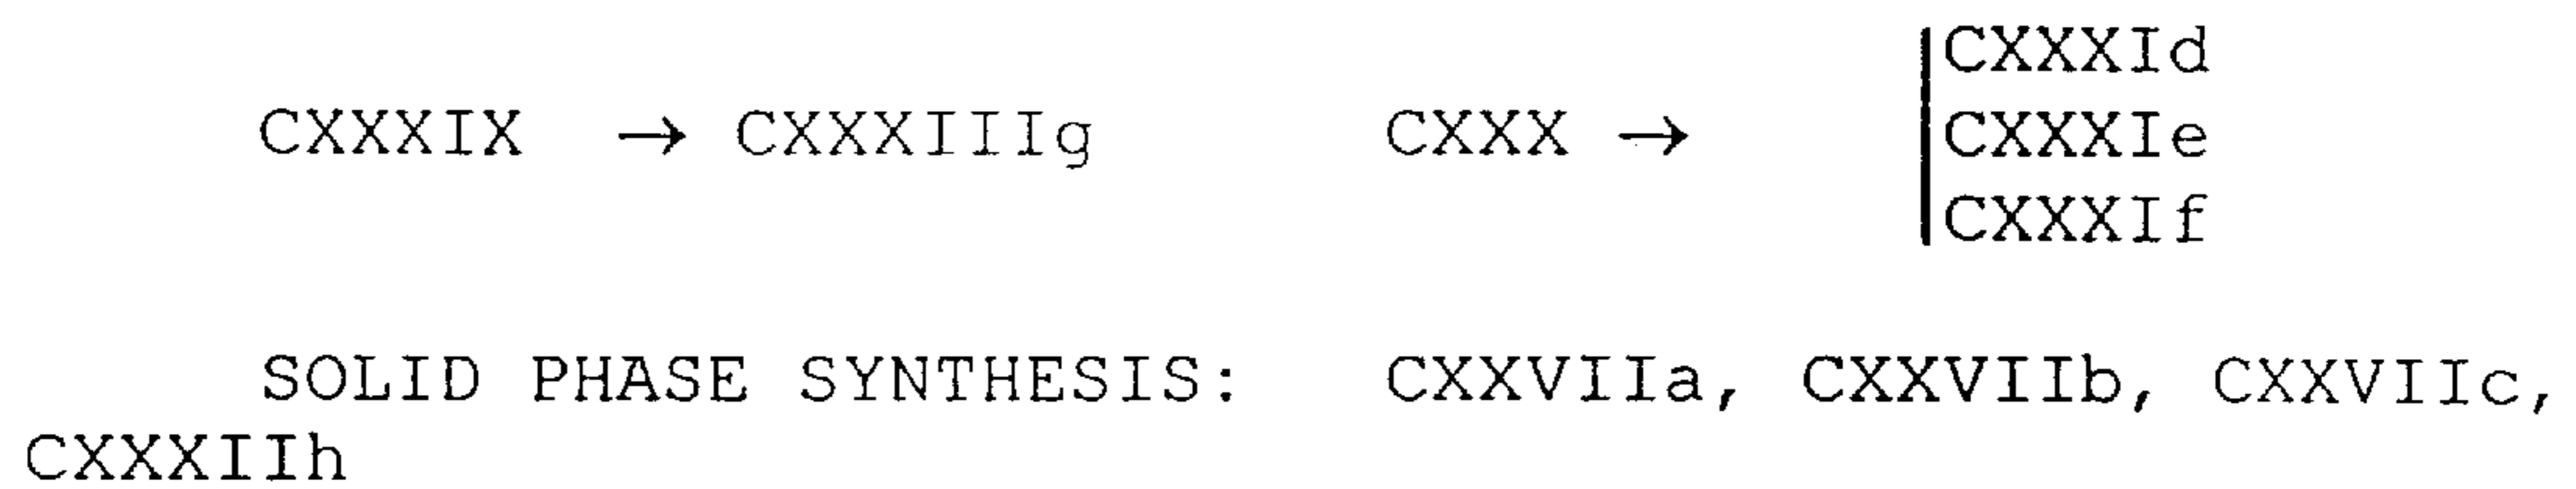 CXXXId
CXXXIX → CXXXIIIg CXXX → CXXXIe
CXXXIf
SOLID PHASE SYNTHESIS: CXXVIIa, CXXVIIb, CXXVIIc,
CXXXIIh